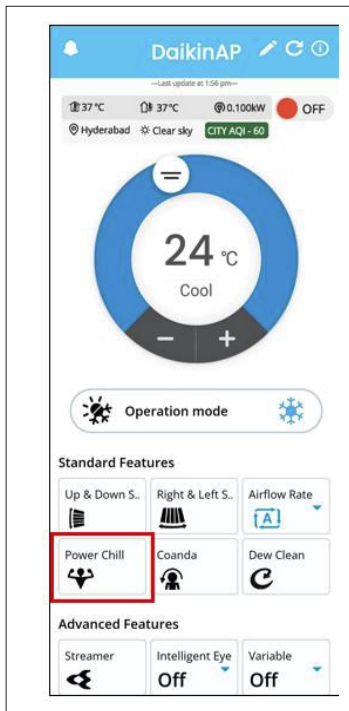 DaikinAP
---Last update at 1:56 pm---
37 °C 37°C 0.100kW OFF
Hyderabad Clear sky CITY AQI - 60
24 °C
Cool
− +
Operation mode
Standard Features
Up & Down S.. Right & Left S.. Airflow Rate
A
Power Chill Coanda Dew Clean
Advanced Features
Streamer Intelligent Eye Variable
Off Off